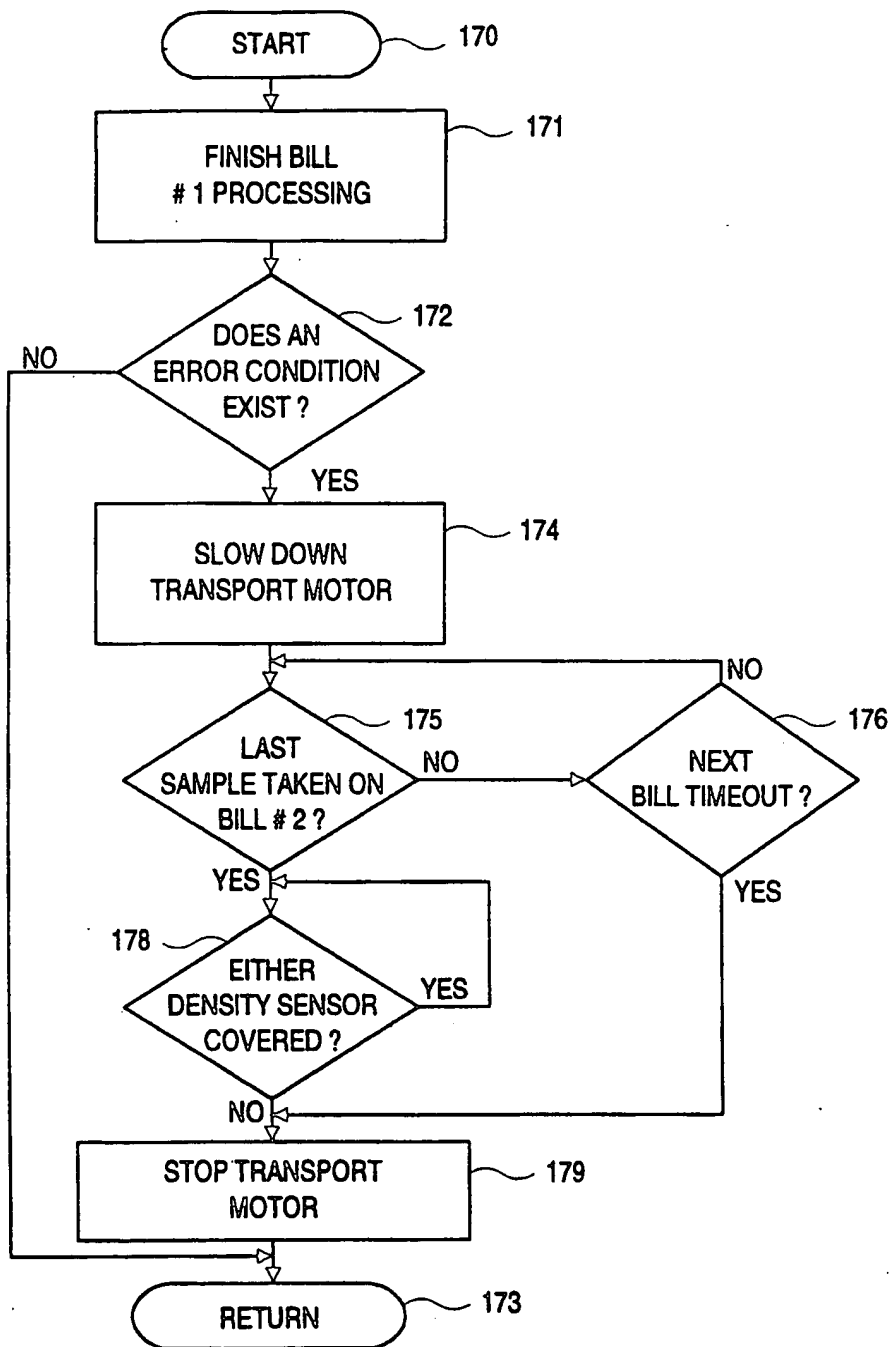 START
170
171
FINISH BILL
# 1 PROCESSING
172
DOES AN
ERROR CONDITION
EXIST ?
NO
YES
174
SLOW DOWN
TRANSPORT MOTOR
NO
175
176
LAST
SAMPLE TAKEN ON
BILL # 2 ?
NO
NEXT
BILL TIMEOUT ?
YES
YES
178
EITHER
DENSITY SENSOR
COVERED ?
YES
NO
STOP TRANSPORT
MOTOR
179
RETURN
173